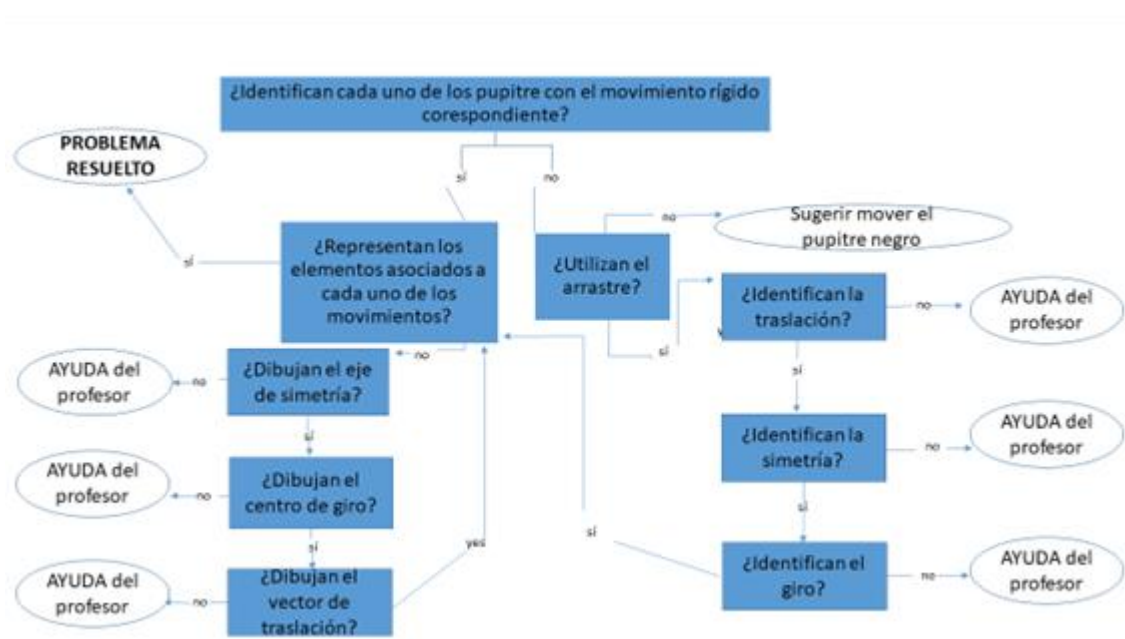 ¿Identifican cada uno de los pupitre con el movimiento rígido
corespondiente?
PROBLEMA
RESUELTO
sí
no
Sugerir mover el
pupitre negro
no
¿Representan los
elementos asociados a
cada uno de los
movimientos?
sí
¿Utilizan el
arrastre?
sí
¿Identifican la
traslación?
no
AYUDA del
profesor
sí
no
¿Dibujan el eje
de simetría?
no
AYUDA del
profesor
sí
¿Identifican la
simetría?
no
AYUDA del
profesor
sí
¿Dibujan el
centro de giro?
no
AYUDA del
profesor
sí
¿Identifican el
giro?
no
AYUDA del
profesor
sí
¿Dibujan el
vector de
traslación?
no
AYUDA del
profesor
yes